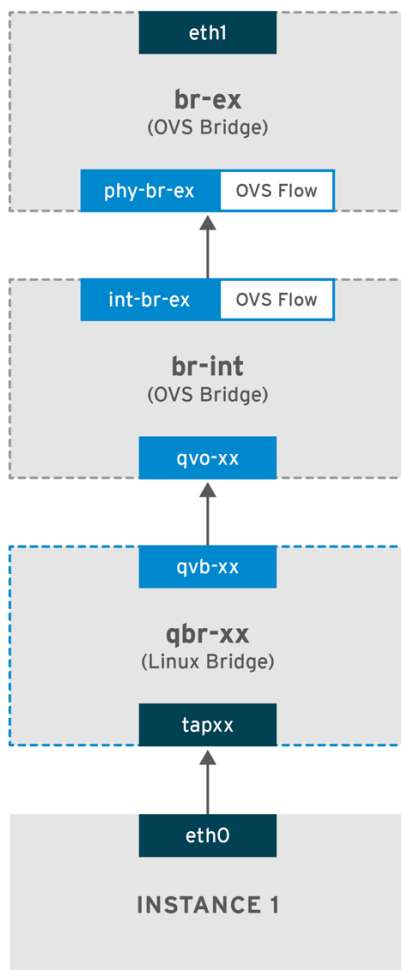 eth1
br-ex
(OVS Bridge)
phy-br-ex OVS Flow
int-br-ex OVS Flow
br-int
(OVS Bridge)
qvo-xx
qvb-xx
qbr-xx
(Linux Bridge)
tapxx
eth0
INSTANCE 1